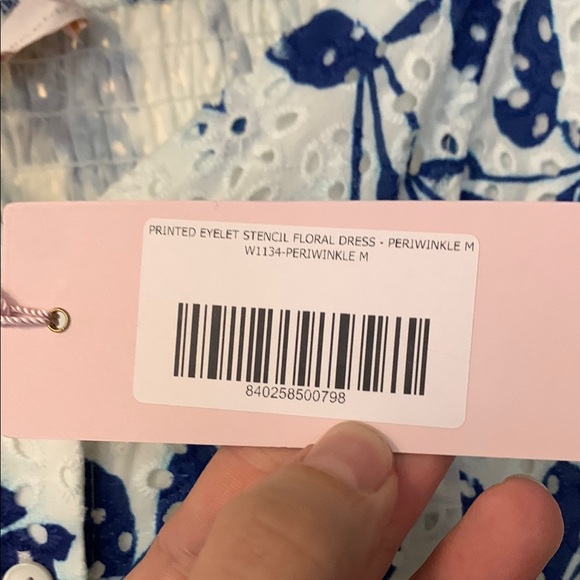 PRINTED EYELET STENCIL FLORAL DRESS - PERIWINKLE M
W1134-PERIWINKLE M
840258500798